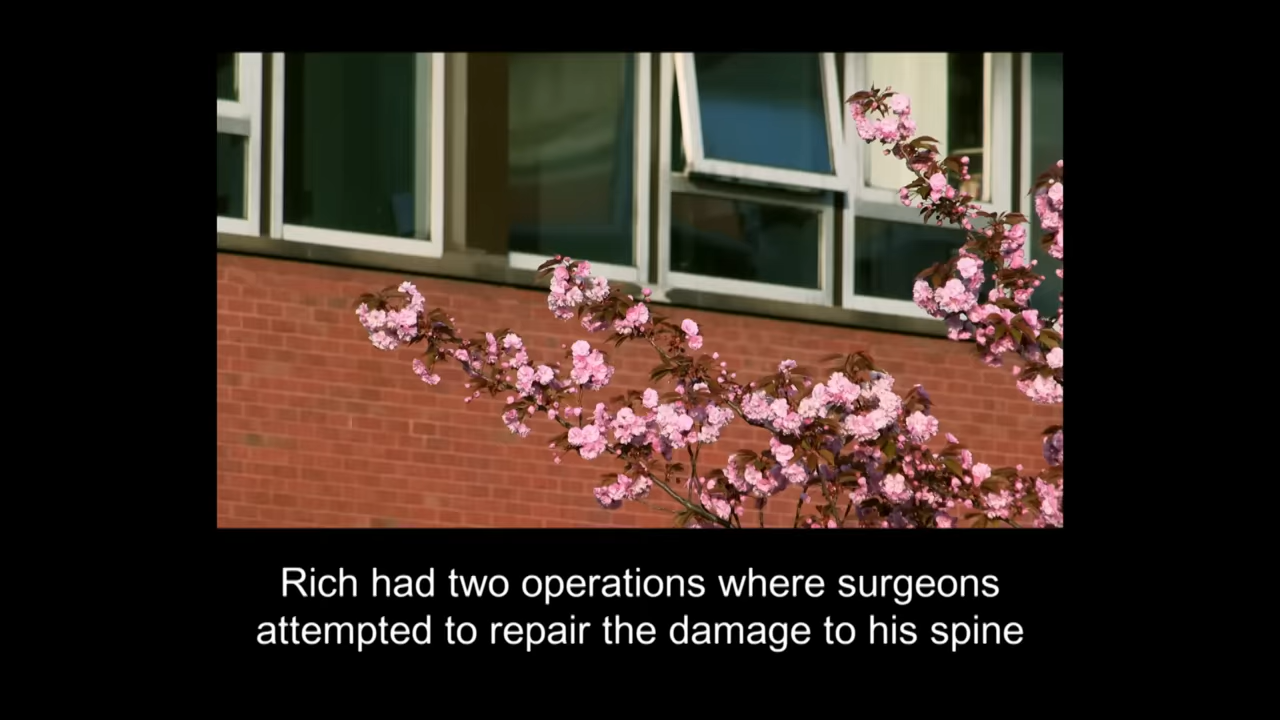 Rich had two operations where surgeons
attempted to repair the damage to his spine